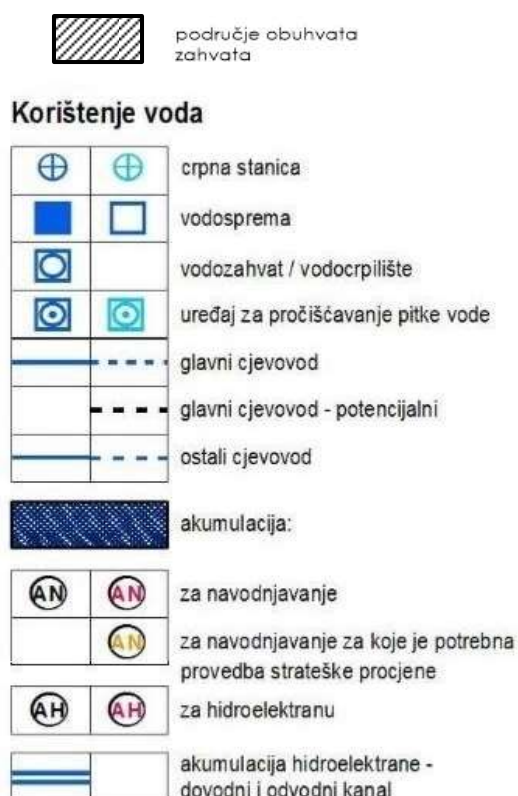 područje obuhvata
zahvata
Korištenje voda
crpna stanica
vodosprema
vodozahvat / vodocrpilište
uređaj za pročišćavanje pitke vode
glavni cjevovod
glavni cjevovod - potencijalni
ostali cjevovod
akumulacija:
AN AN za navodnjavanje
AN za navodnjavanje za koje je potrebna
provedba strateške procjene
AH AH za hidroelektranu
akumulacija hidroelektrane -
dovodni i odvodni kanal